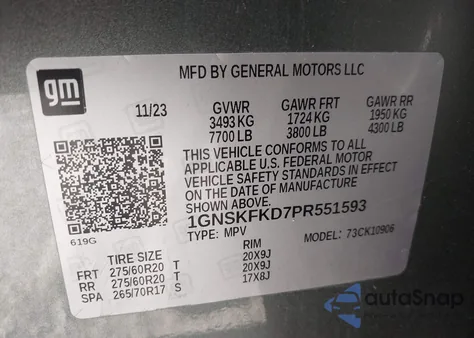 gm
MFD BY GENERAL MOTORS LLC
11/23 GVWR GAWR FRT GAWR RR
3493 KG 1724 KG 1950 KG
7700 LB 3800 LB 4300 LB
THIS VEHICLE CONFORMS TO ALL
APPLICABLE U.S. FEDERAL MOTOR
VEHICLE SAFETY STANDARDS IN EFFECT
ON THE DATE OF MANUFACTURE
SHOWN ABOVE.
1GNSKFKD7PR551593
619G
TYPE: MPV MODEL: 73CK10906
TIRE SIZE RIM
FRT 275/60R20 T 20X9J
RR 275/60R20 T 20X9J
SPA 265/70R17 S 17X8J
autoSnap